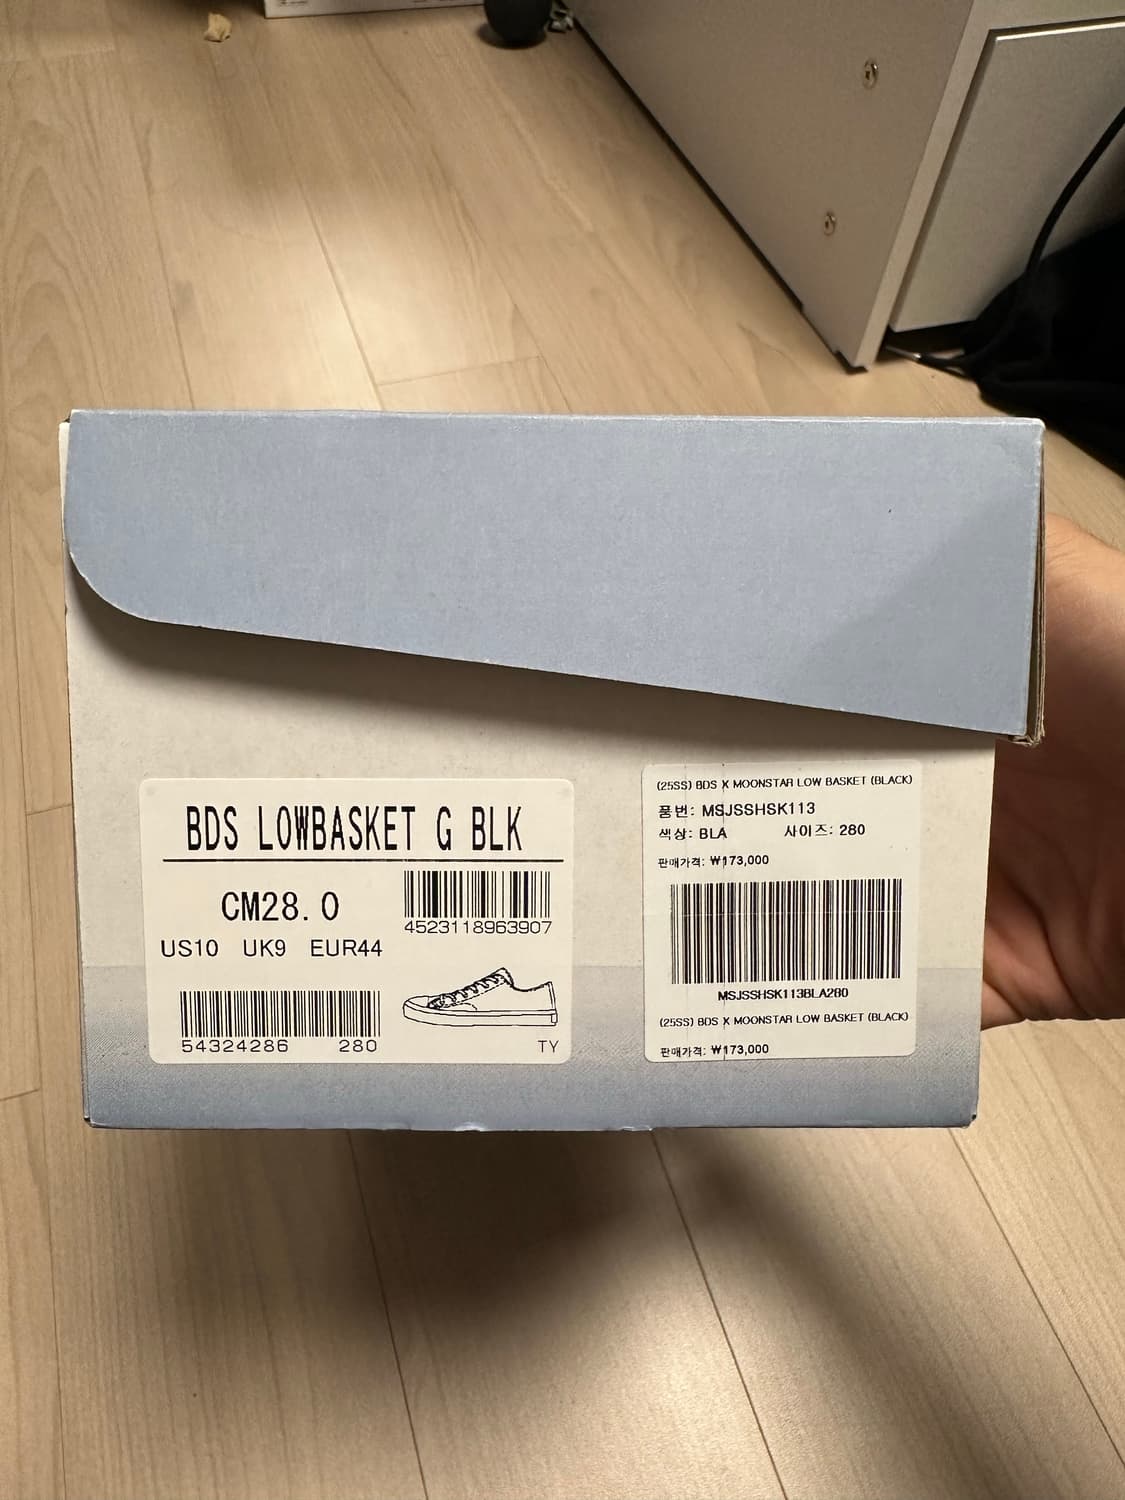 BDS LOWBASKET G BLK
CM28.0
4523118963907
US10 UK9 EUR44
54324286 280
TY
(25SS) BDS X MOONSTAR LOW BASKET (BLACK)
품번: MSJSSHSK113
색상: BLA 사이즈: 280
판매가격: ₩173,000
MSJSSHSK113BLA280
(25SS) BDS X MOONSTAR LOW BASKET (BLACK)
판매가격: ₩173,000